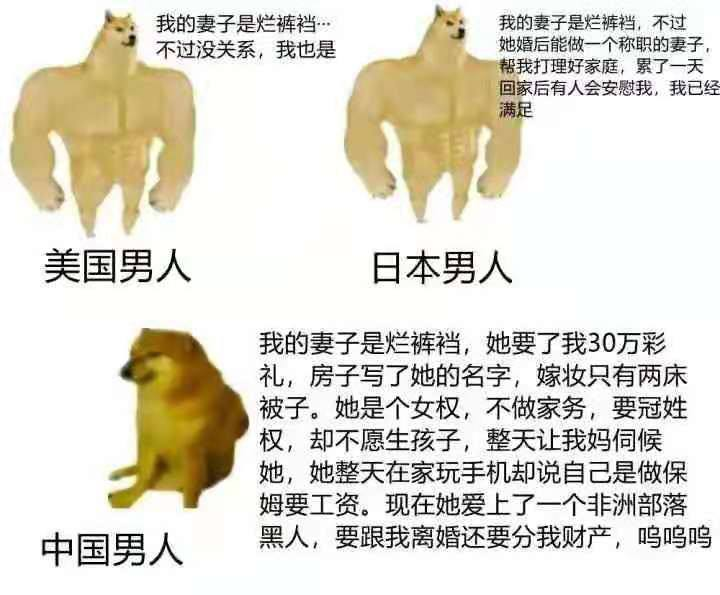 我的妻子是烂裤裆…
不过没关系，我也是
美国男人
我的妻子是烂裤裆，不过
她婚后能做一个称职的妻子，
帮我打理好家庭，累了一天
回家后有人会安慰我，我已经
满足
日本男人
我的妻子是烂裤裆，她要了我30万彩
礼，房子写了她的名字，嫁妆只有两床
被子。她是个女权，不做家务，要冠姓
权，却不愿生孩子，整天让我妈伺候
她，她整天在家玩手机却说自己是做保
姆要工资。现在她爱上了一个非洲部落
黑人，要跟我离婚还要分我财产，呜呜呜
中国男人